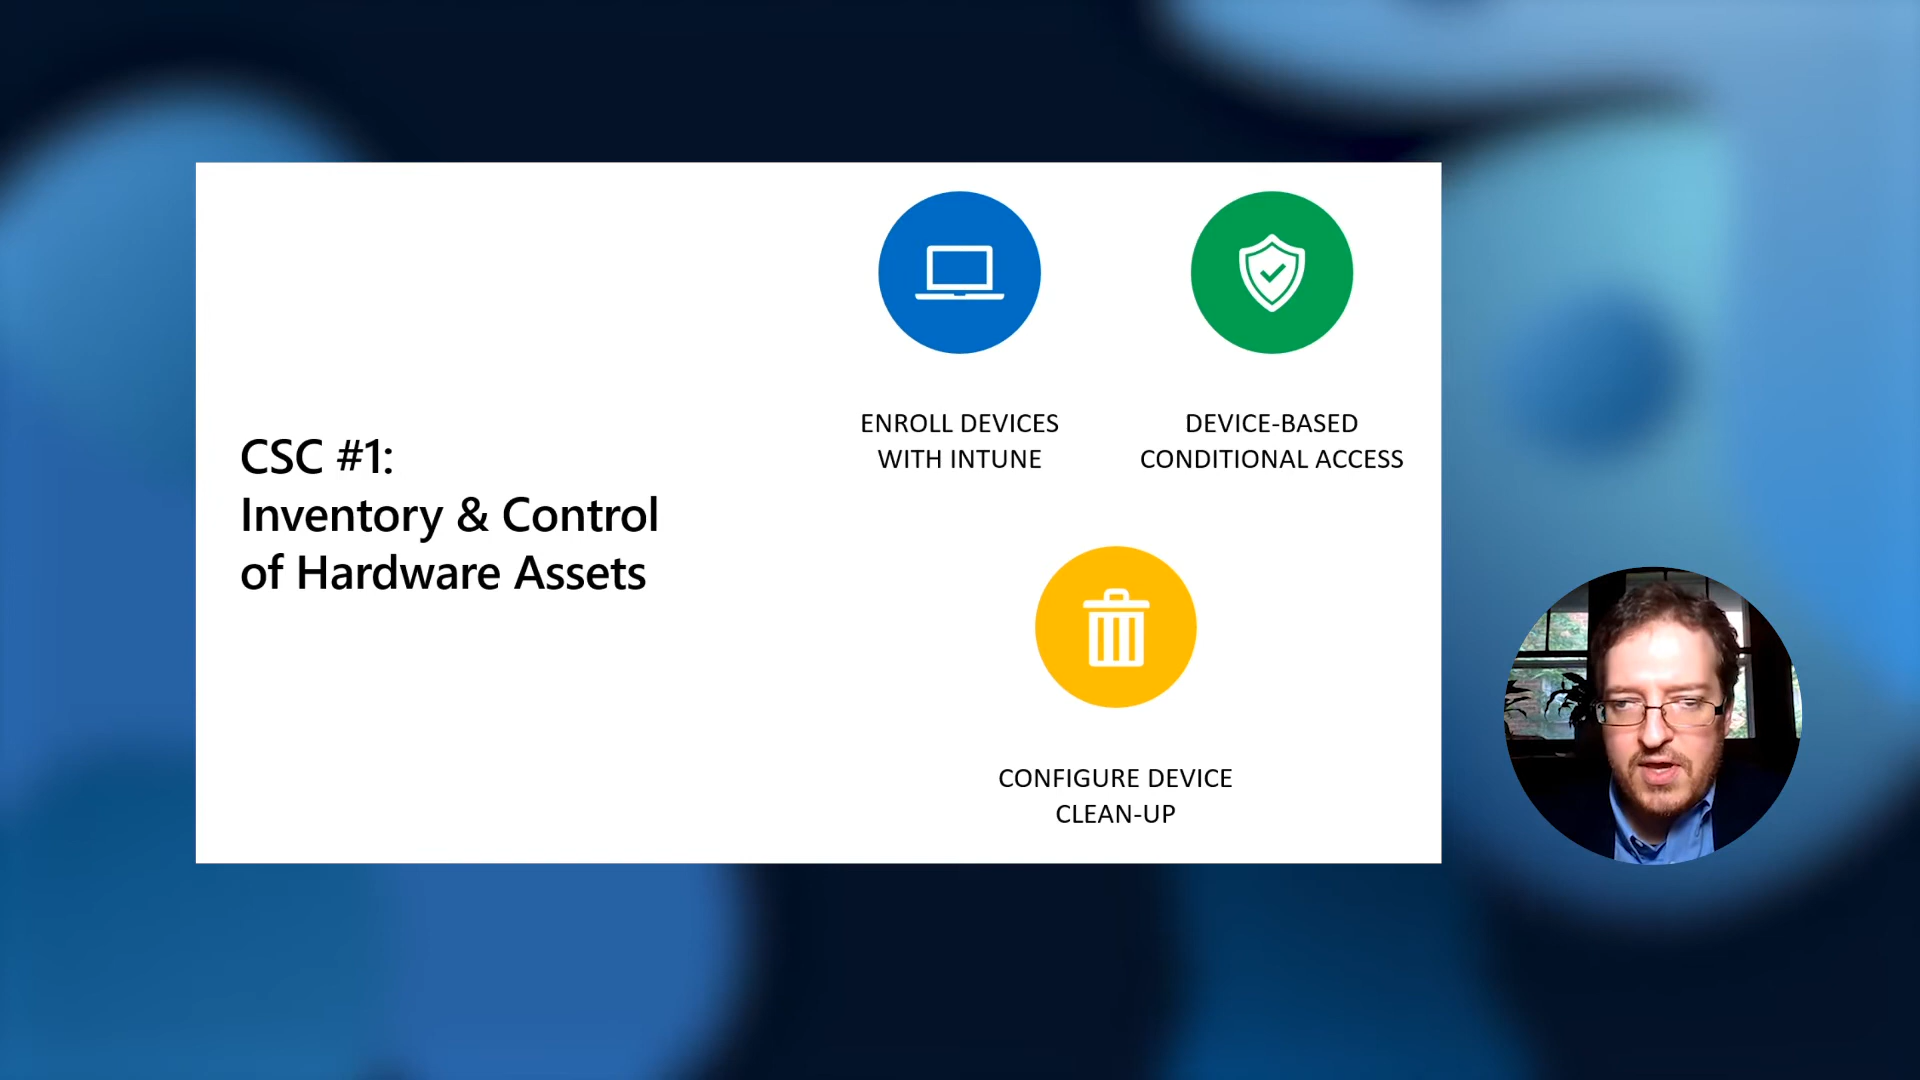 CSC #1:
Inventory & Control
of Hardware Assets
ENROLL DEVICES
WITH INTUNE
DEVICE-BASED
CONDITIONAL ACCESS
CONFIGURE DEVICE
CLEAN-UP